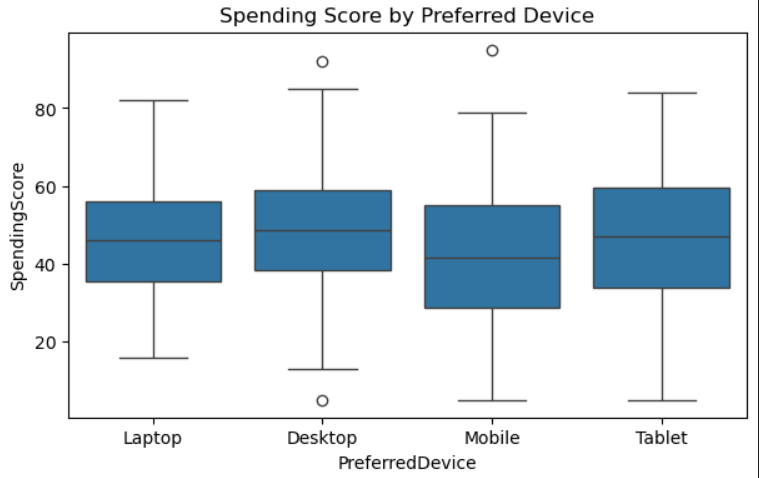 Spending Score by Preferred Device
SpendingScore
80
60
40
20
Laptop Desktop Mobile Tablet
PreferredDevice